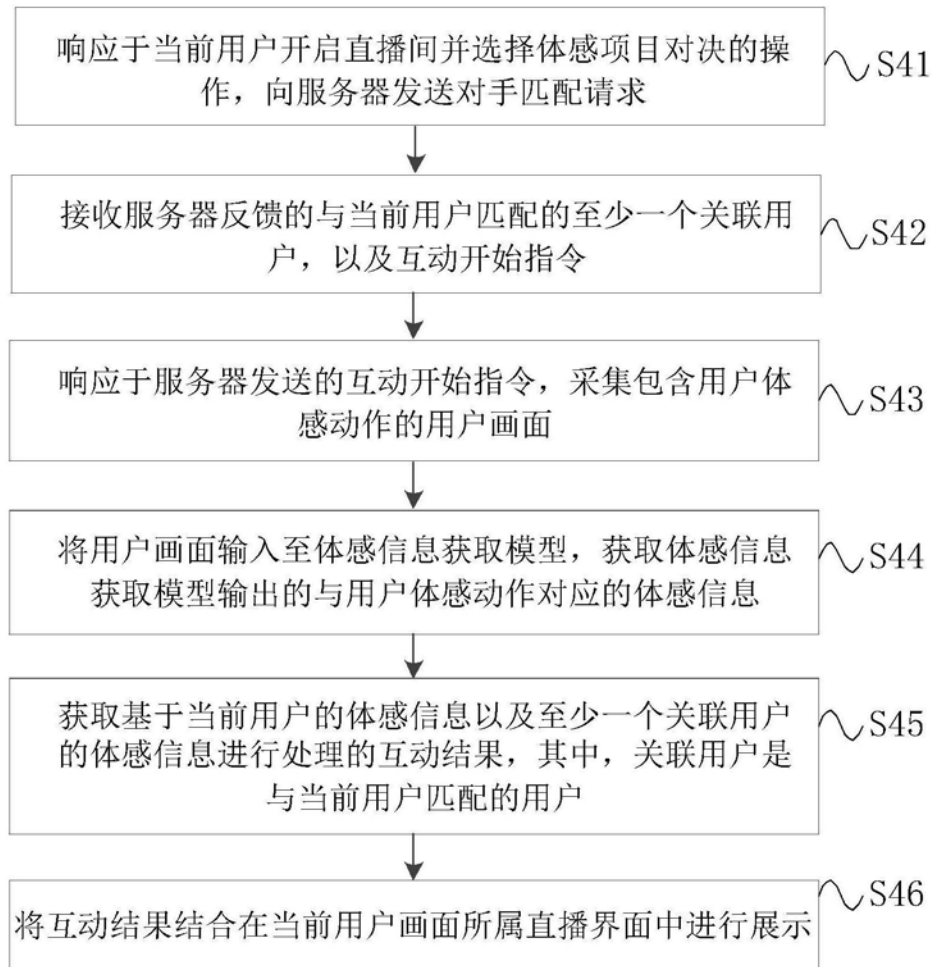 响应于当前用户开启直播间并选择体感项目对决的操
作，向服务器发送对手匹配请求
S41
接收服务器反馈的与当前用户匹配的至少一个关联用
户，以及互动开始指令
S42
响应于服务器发送的互动开始指令，采集包含用户体
感动作的用户画面
S43
将用户画面输入至体感信息获取模型，获取体感信息
获取模型输出的与用户体感动作对应的体感信息
S44
获取基于当前用户的体感信息以及至少一个关联用户
的体感信息进行处理的互动结果，其中，关联用户是
与当前用户匹配的用户
S45
将互动结果结合在当前用户画面所属直播界面中进行展示
S46